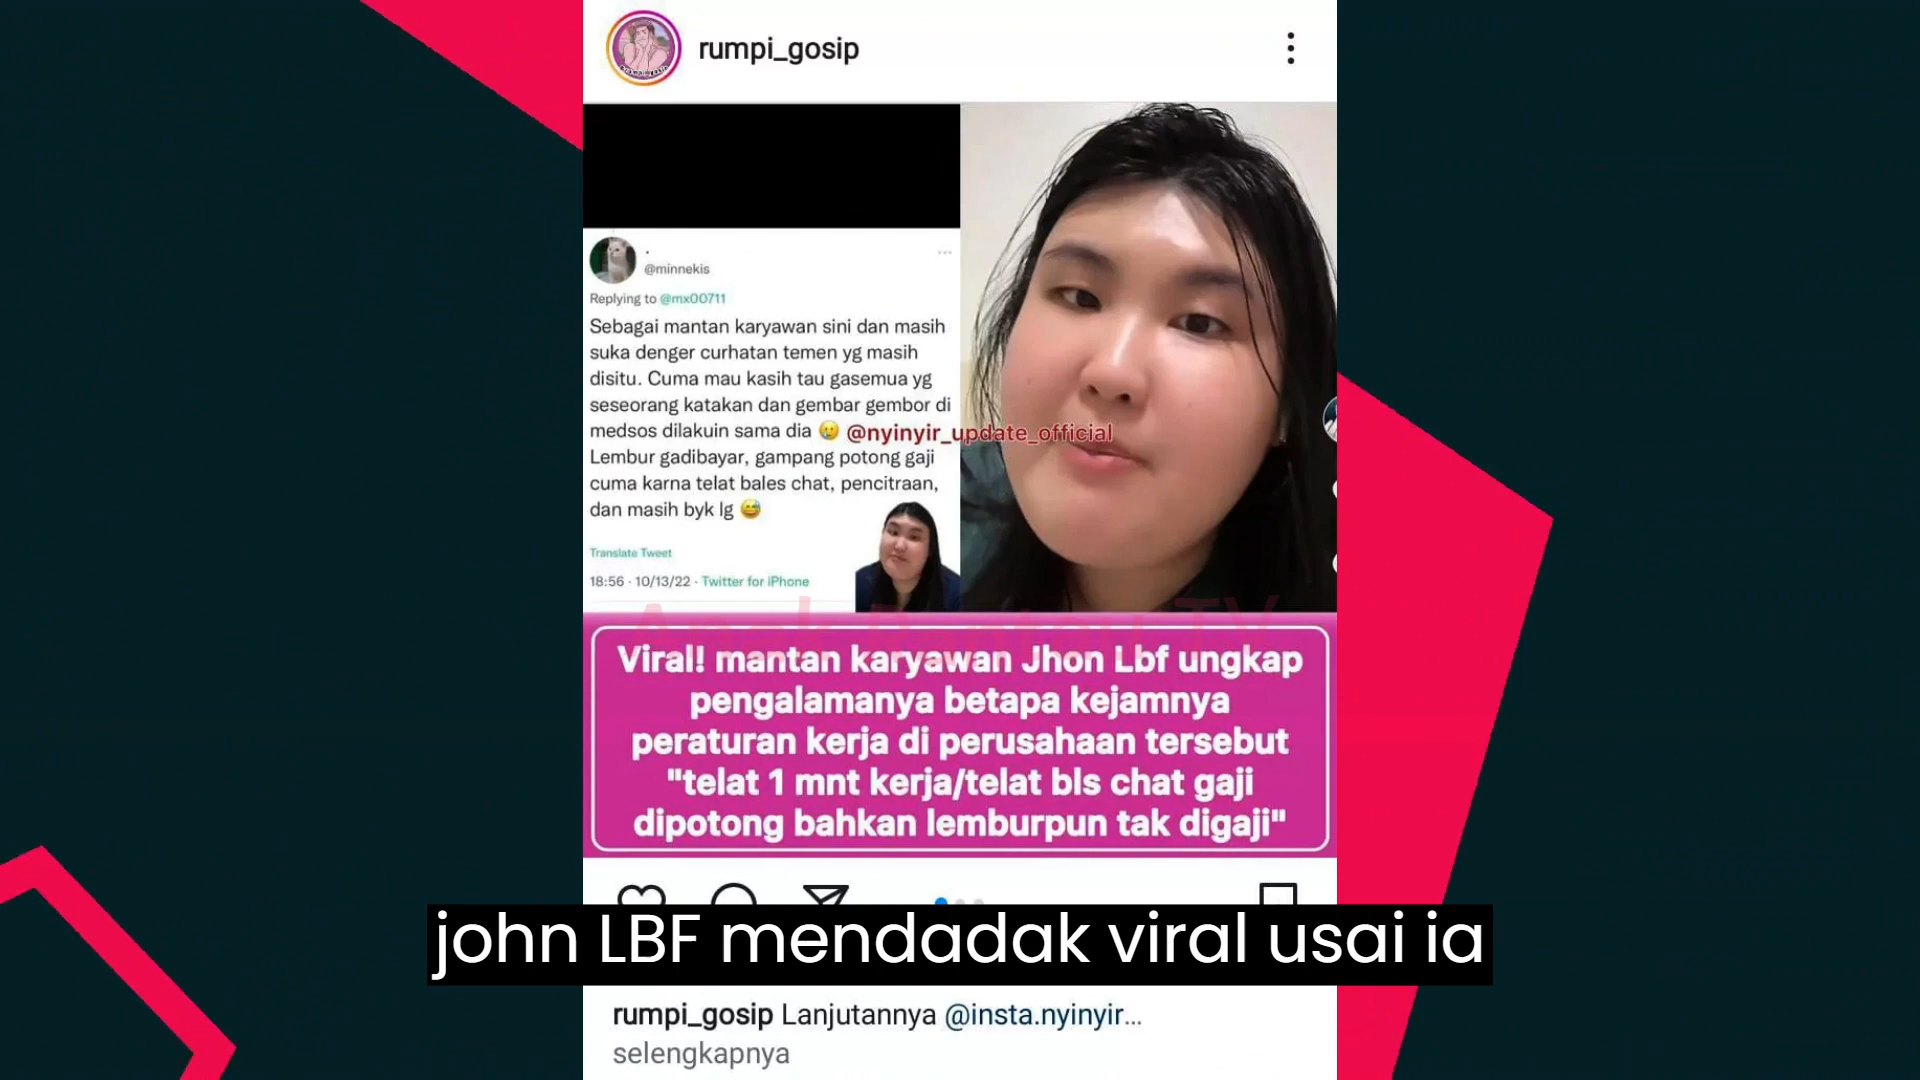 rumpi_gosip
.
@minnekis
Replying to @mx00711
Sebagai mantan karyawan sini dan masih
suka denger curhatan temen yg masih
disitu. Cuma mau kasih tau gasemua yg
seseorang katakan dan gembar gembor di
medsos dilakuin sama dia 🥲
@nyinyir_update_official
Lembur gadibayar, gampang potong gaji
cuma karna telat bales chat, pencitraan,
dan masih byk lg 😅
Translate Tweet
18:56 · 10/13/22 · Twitter for iPhone
Viral! mantan karyawan Jhon Lbf ungkap
pengalamanya betapa kejamnya
peraturan kerja di perusahaan tersebut
"telat 1 mnt kerja/telat bls chat gaji
dipotong bahkan lemburpun tak digaji"
john LBF mendadak viral usai ia
rumpi_gosip Lanjutannya @insta.nyinyir...
selengkapnya